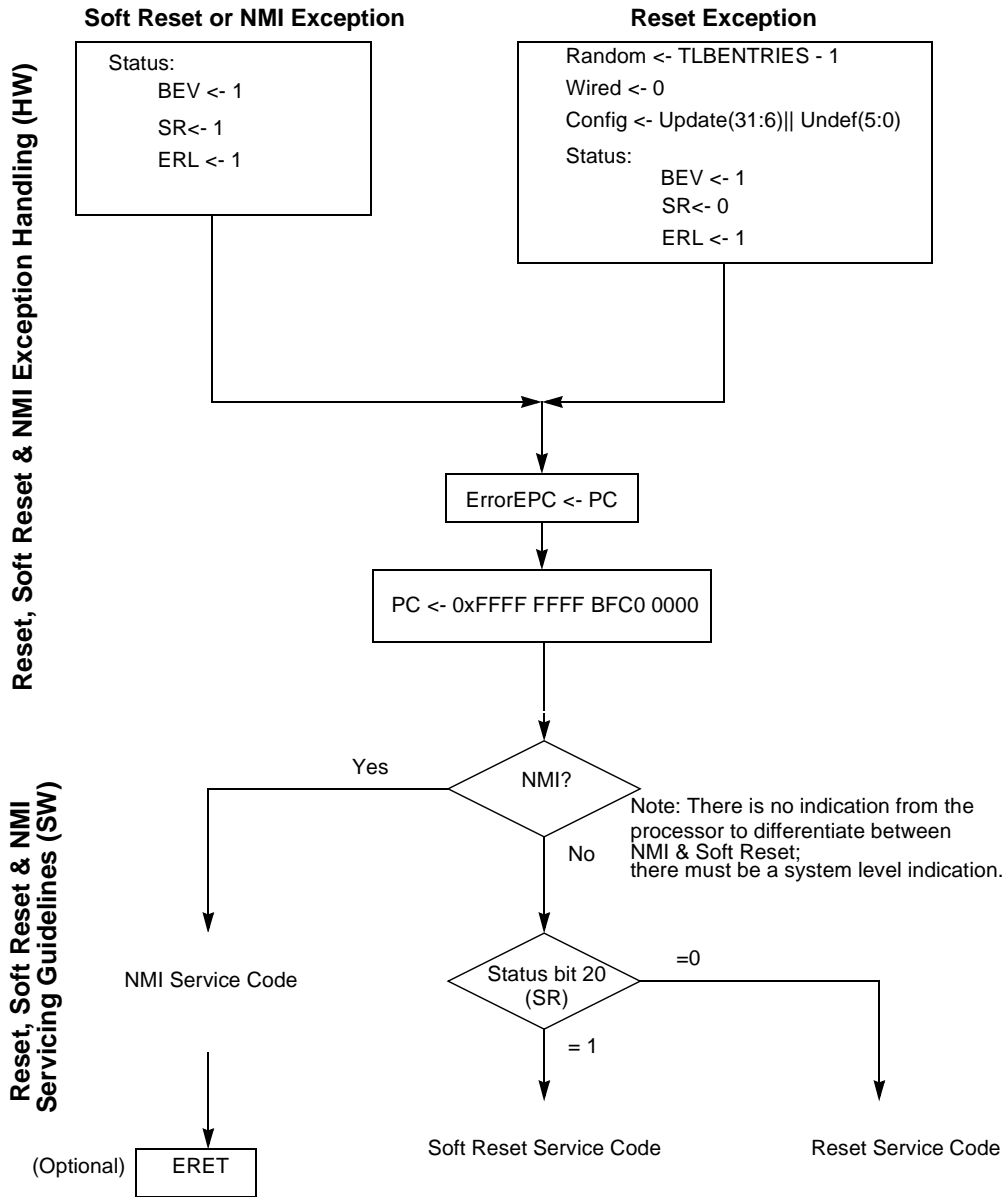 Soft Reset or NMI Exception
Reset Exception
Reset, Soft Reset & NMI Exception Handling (HW)
Status:
BEV <- 1
SR<- 1
ERL <- 1
Random <- TLBENTRIES - 1
Wired <- 0
Config <- Update(31:6)|| Undef(5:0)
Status:
BEV <- 1
SR<- 0
ERL <- 1
ErrorEPC <- PC
PC <- 0xFFFF FFFF BFC0 0000
Reset, Soft Reset & NMI
Servicing Guidelines (SW)
Yes
NMI?
No
Note: There is no indication from the
processor to differentiate between
NMI & Soft Reset;
there must be a system level indication.
NMI Service Code
Status bit 20
(SR)
=0
= 1
Soft Reset Service Code
Reset Service Code
(Optional)
ERET